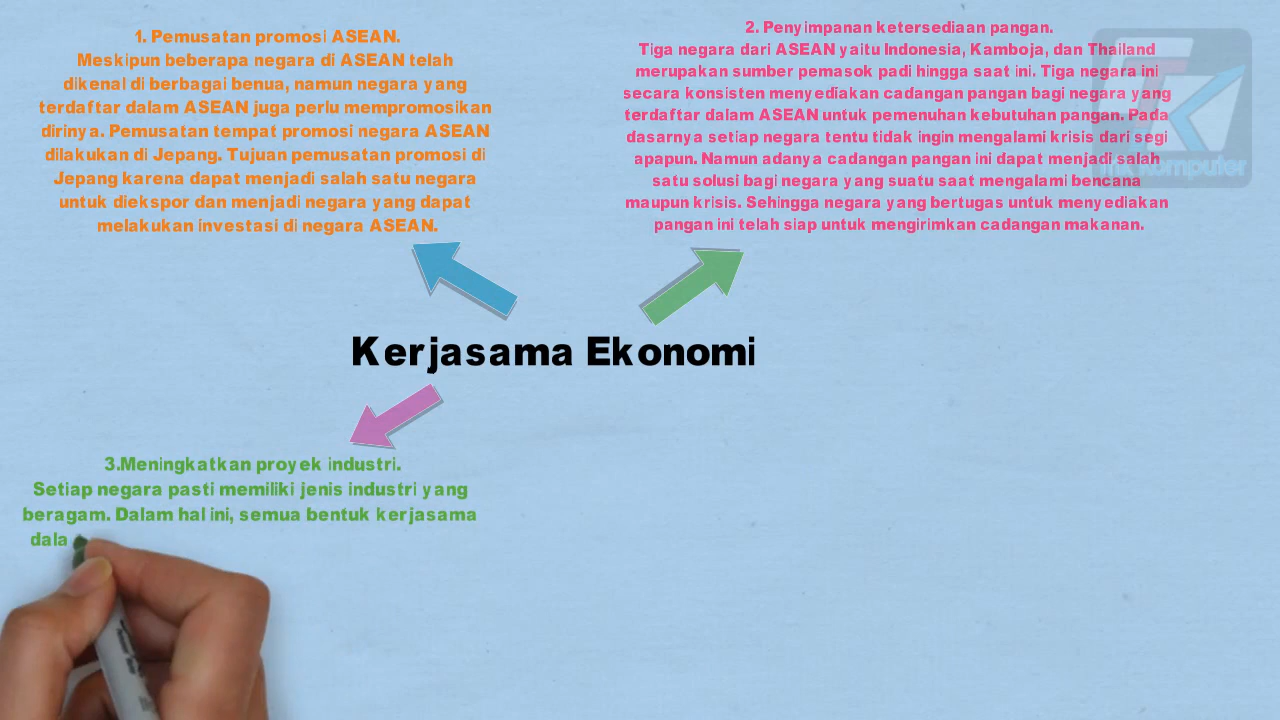 1. Pemusatan promosi ASEAN.
Meskipun beberapa negara di ASEAN telah
dikenal di berbagai benua, namun negara yang
terdaftar dalam ASEAN juga perlu mempromosikan
dirinya. Pemusatan tempat promosi negara ASEAN
dilakukan di Jepang. Tujuan pemusatan promosi di
Jepang karena dapat menjadi salah satu negara
untuk diekspor dan menjadi negara yang dapat
melakukan investasi di negara ASEAN.
2. Penyimpanan ketersediaan pangan.
Tiga negara dari ASEAN yaitu Indonesia, Kamboja, dan Thailand
merupakan sumber pemasok padi hingga saat ini. Tiga negara ini
secara konsisten menyediakan cadangan pangan bagi negara yang
terdaftar dalam ASEAN untuk pemenuhan kebutuhan pangan. Pada
dasarnya setiap negara tentu tidak ingin mengalami krisis dari segi
apapun. Namun adanya cadangan pangan ini dapat menjadi salah
satu solusi bagi negara yang suatu saat mengalami bencana
maupun krisis. Sehingga negara yang bertugas untuk menyediakan
pangan ini telah siap untuk mengirimkan cadangan makanan.
Kerjasama Ekonomi
3.Meningkatkan proyek industri.
Setiap negara pasti memiliki jenis industri yang
beragam. Dalam hal ini, semua bentuk kerjasama
dala
komputer